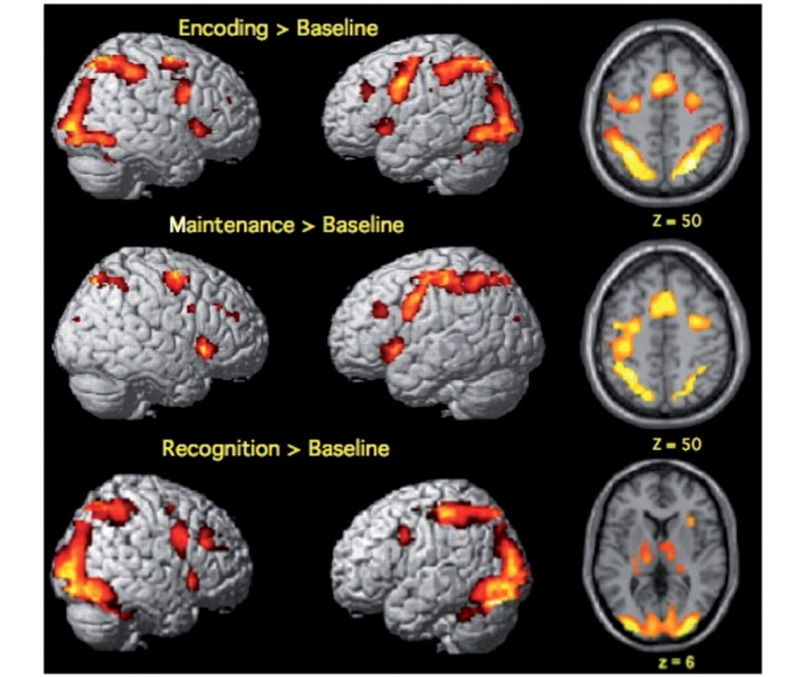 Encoding > Baseline
Z = 50
Maintenance > Baseline
Z = 50
Recognition > Baseline
z = 6